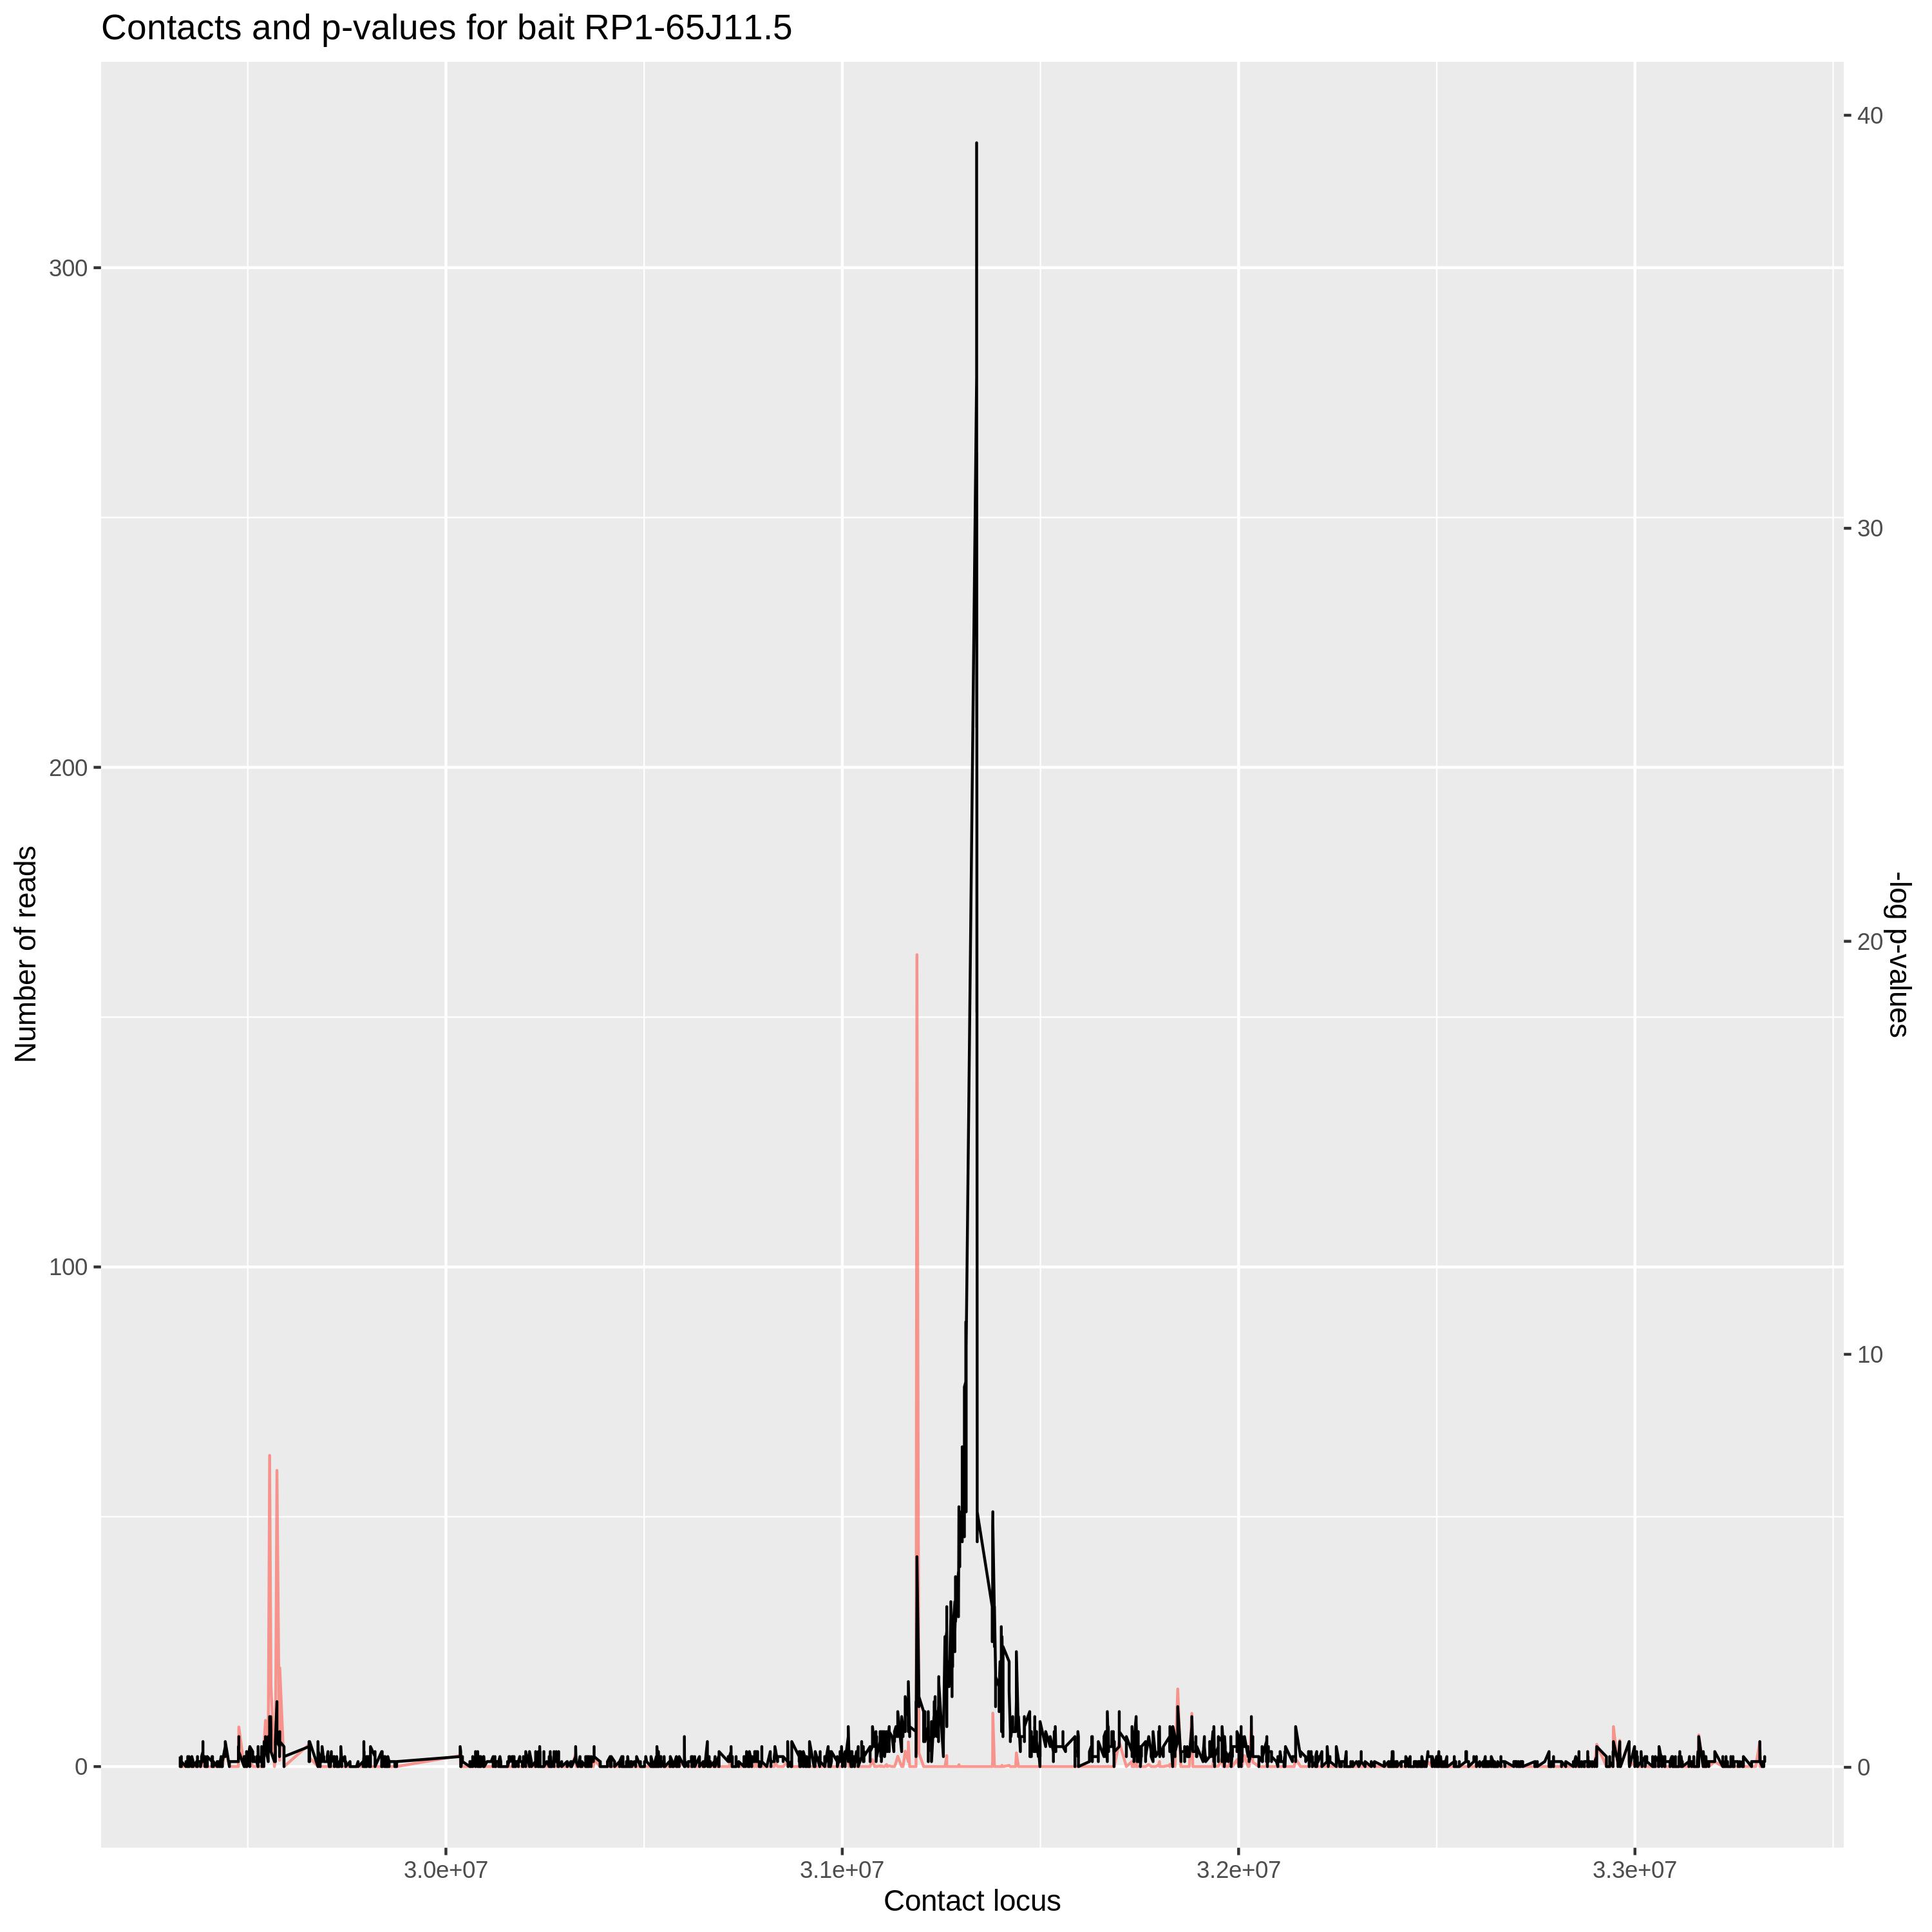 Contacts and p-values for bait RP1-65J11.5
Number of reads
300
200
100
0
40
30
20
10
0
-log p-values
3.0e+07
3.1e+07
3.2e+07
3.3e+07
Contact locus